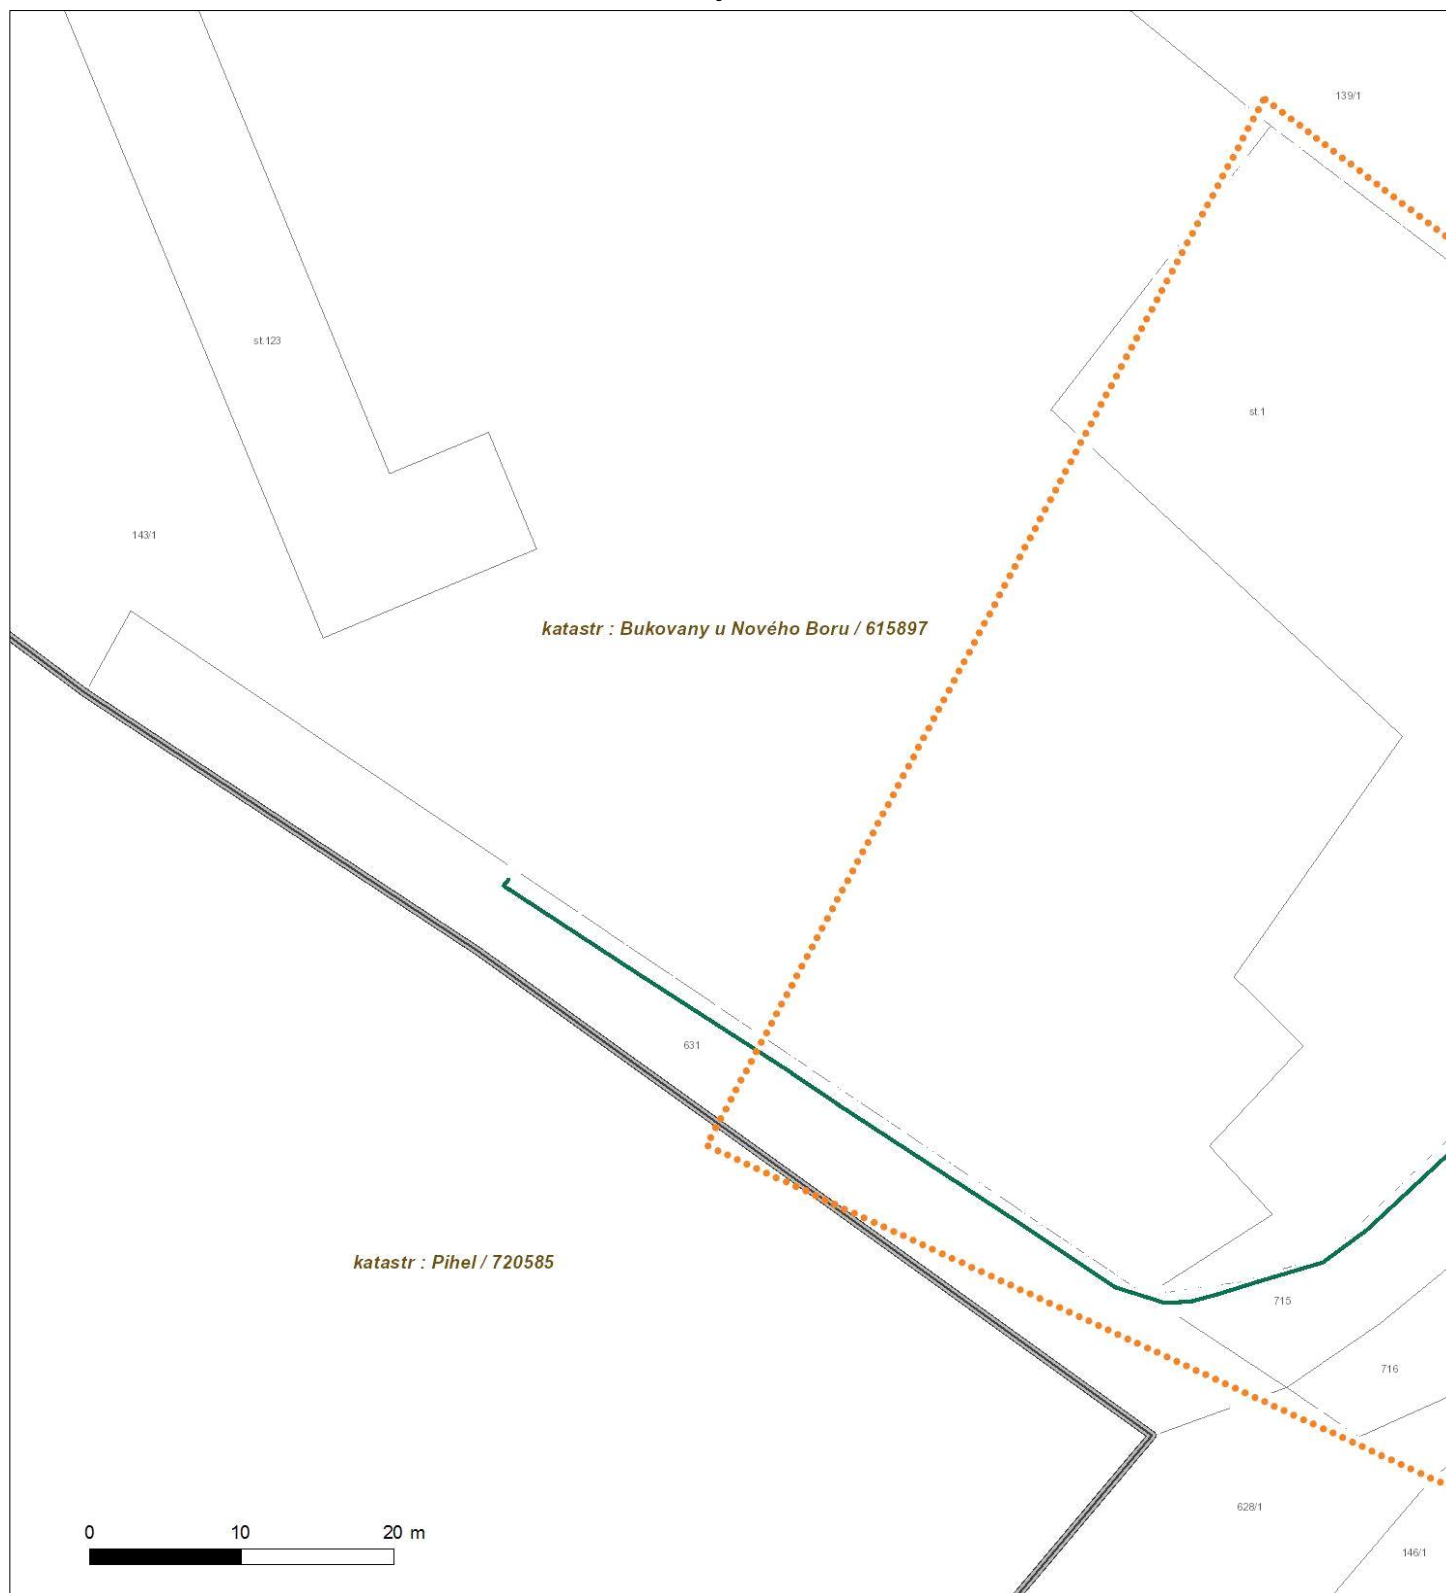 139/1
st.123
st.1
143/1
katastr : Bukovany u Nového Boru / 615897
631
katastr : Pihel / 720585
715
716
628/1
0 10 20 m
146/1